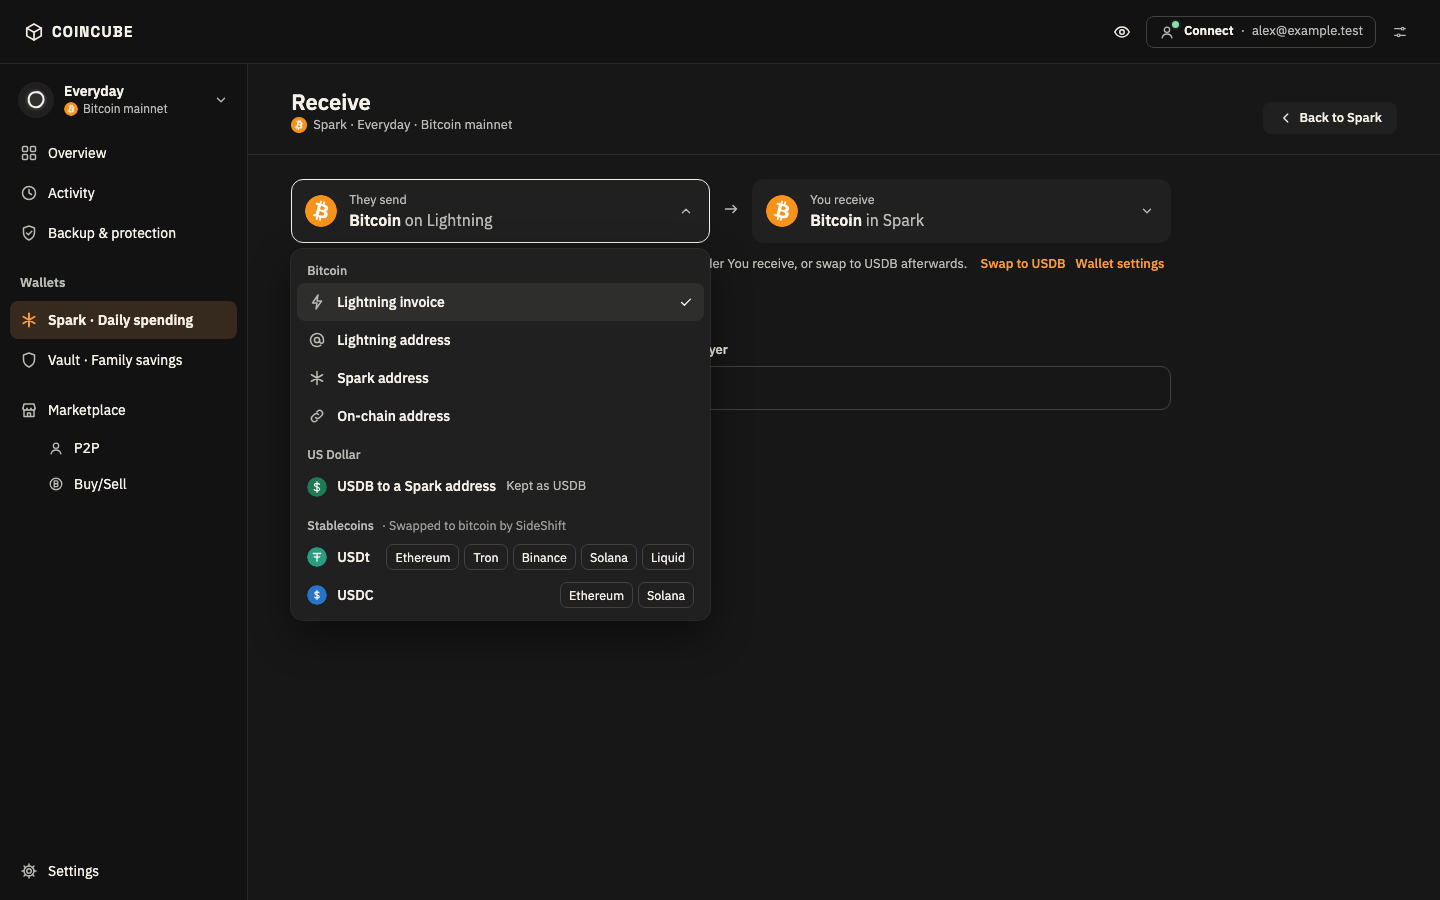 COINCUBE
Connect · alex@example.test
Everyday
Bitcoin mainnet
Overview
Activity
Backup & protection
Wallets
Spark · Daily spending
Vault · Family savings
Marketplace
P2P
Buy/Sell
Settings
Receive
Spark · Everyday · Bitcoin mainnet
Back to Spark
They send
Bitcoin on Lightning
You receive
Bitcoin in Spark
You receive, or swap to USDB afterwards. Swap to USDB Wallet settings
Bitcoin
Lightning invoice
Lightning address
Spark address
On-chain address
US Dollar
USDB to a Spark address Kept as USDB
Stablecoins · Swapped to bitcoin by SideShift
USDt Ethereum Tron Binance Solana Liquid
USDC Ethereum Solana